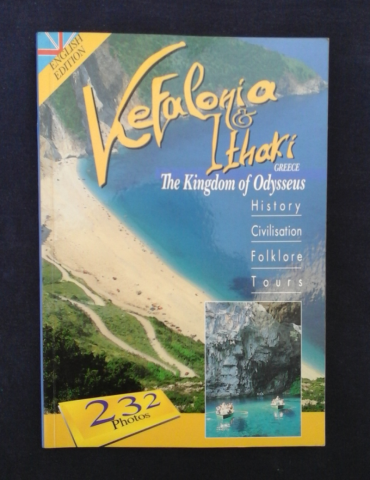 ENGLISH
EDITION
Kefalonia
&
Ithaki
GREECE
The Kingdom of Odysseus
History
Civilisation
Folklore
Tours
232
Photos